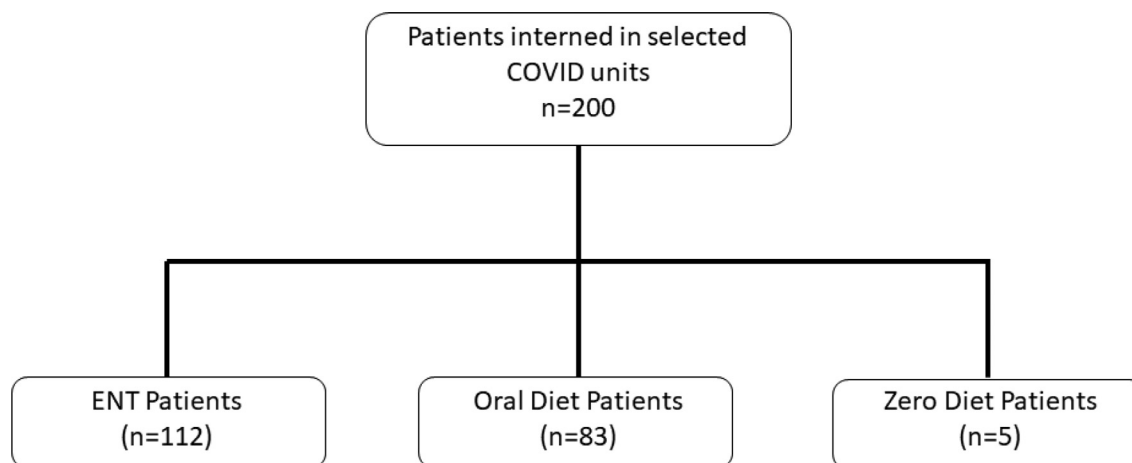 Patients interned in selected
COVID units
n=200
ENT Patients
(n=112)
Oral Diet Patients
(n=83)
Zero Diet Patients
(n=5)